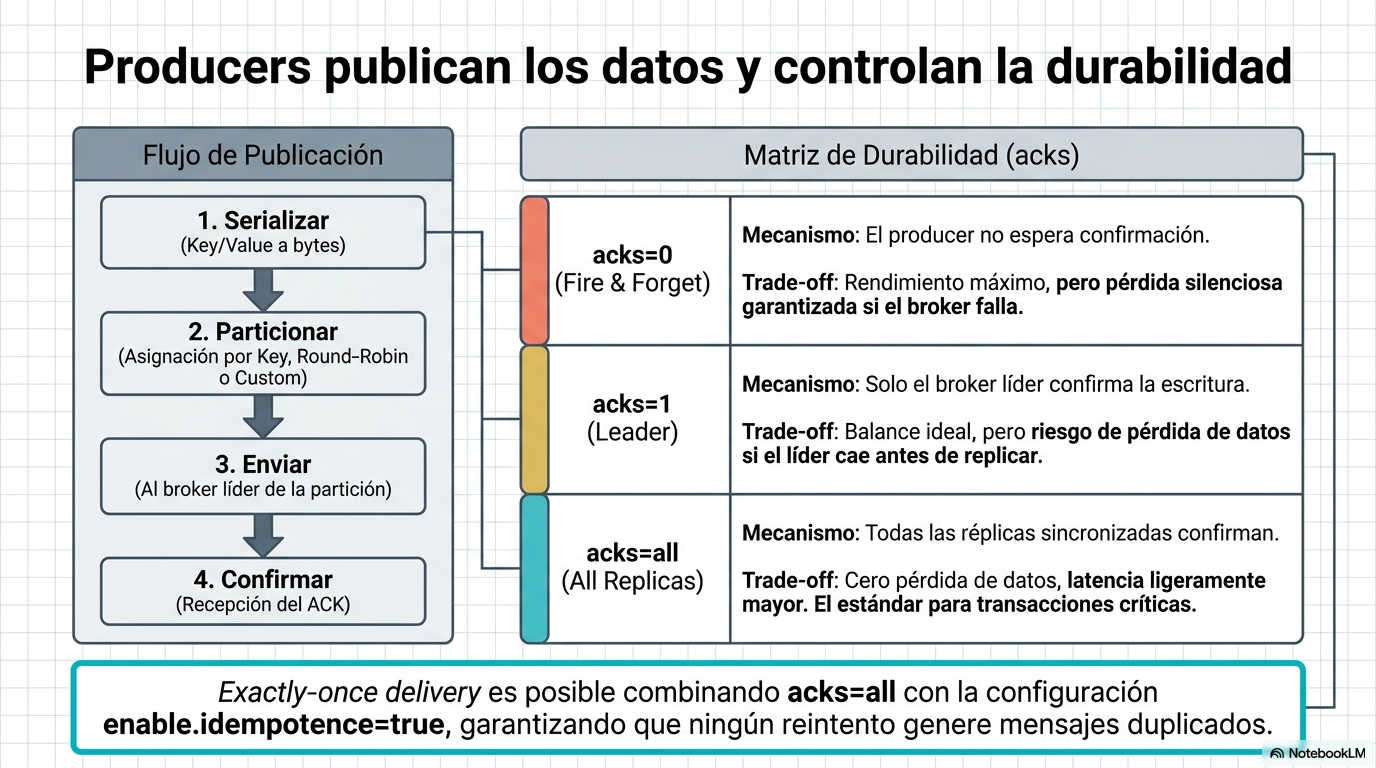 Producers publican los datos y controlan la durabilidad
Flujo de Publicación
1. Serializar
(Key/Value a bytes)
2. Particionar
(Asignación por Key, Round-Robin
o Custom)
3. Enviar
(Al broker líder de la partición)
4. Confirmar
(Recepción del ACK)
Matriz de Durabilidad (acks)
acks=0
(Fire & Forget)
Mecanismo: El producer no espera confirmación.
Trade-off: Rendimiento máximo, pero pérdida silenciosa
garantizada si el broker falla.
acks=1
(Leader)
Mecanismo: Solo el broker líder confirma la escritura.
Trade-off: Balance ideal, pero riesgo de pérdida de datos
si el líder cae antes de replicar.
acks=all
(All Replicas)
Mecanismo: Todas las réplicas sincronizadas confirman.
Trade-off: Cero pérdida de datos, latencia ligeramente
mayor. El estándar para transacciones críticas.
Exactly-once delivery es posible combinando acks=all con la configuración
enable.idempotence=true, garantizando que ningún reintento genere mensajes duplicados.
NotebookLM